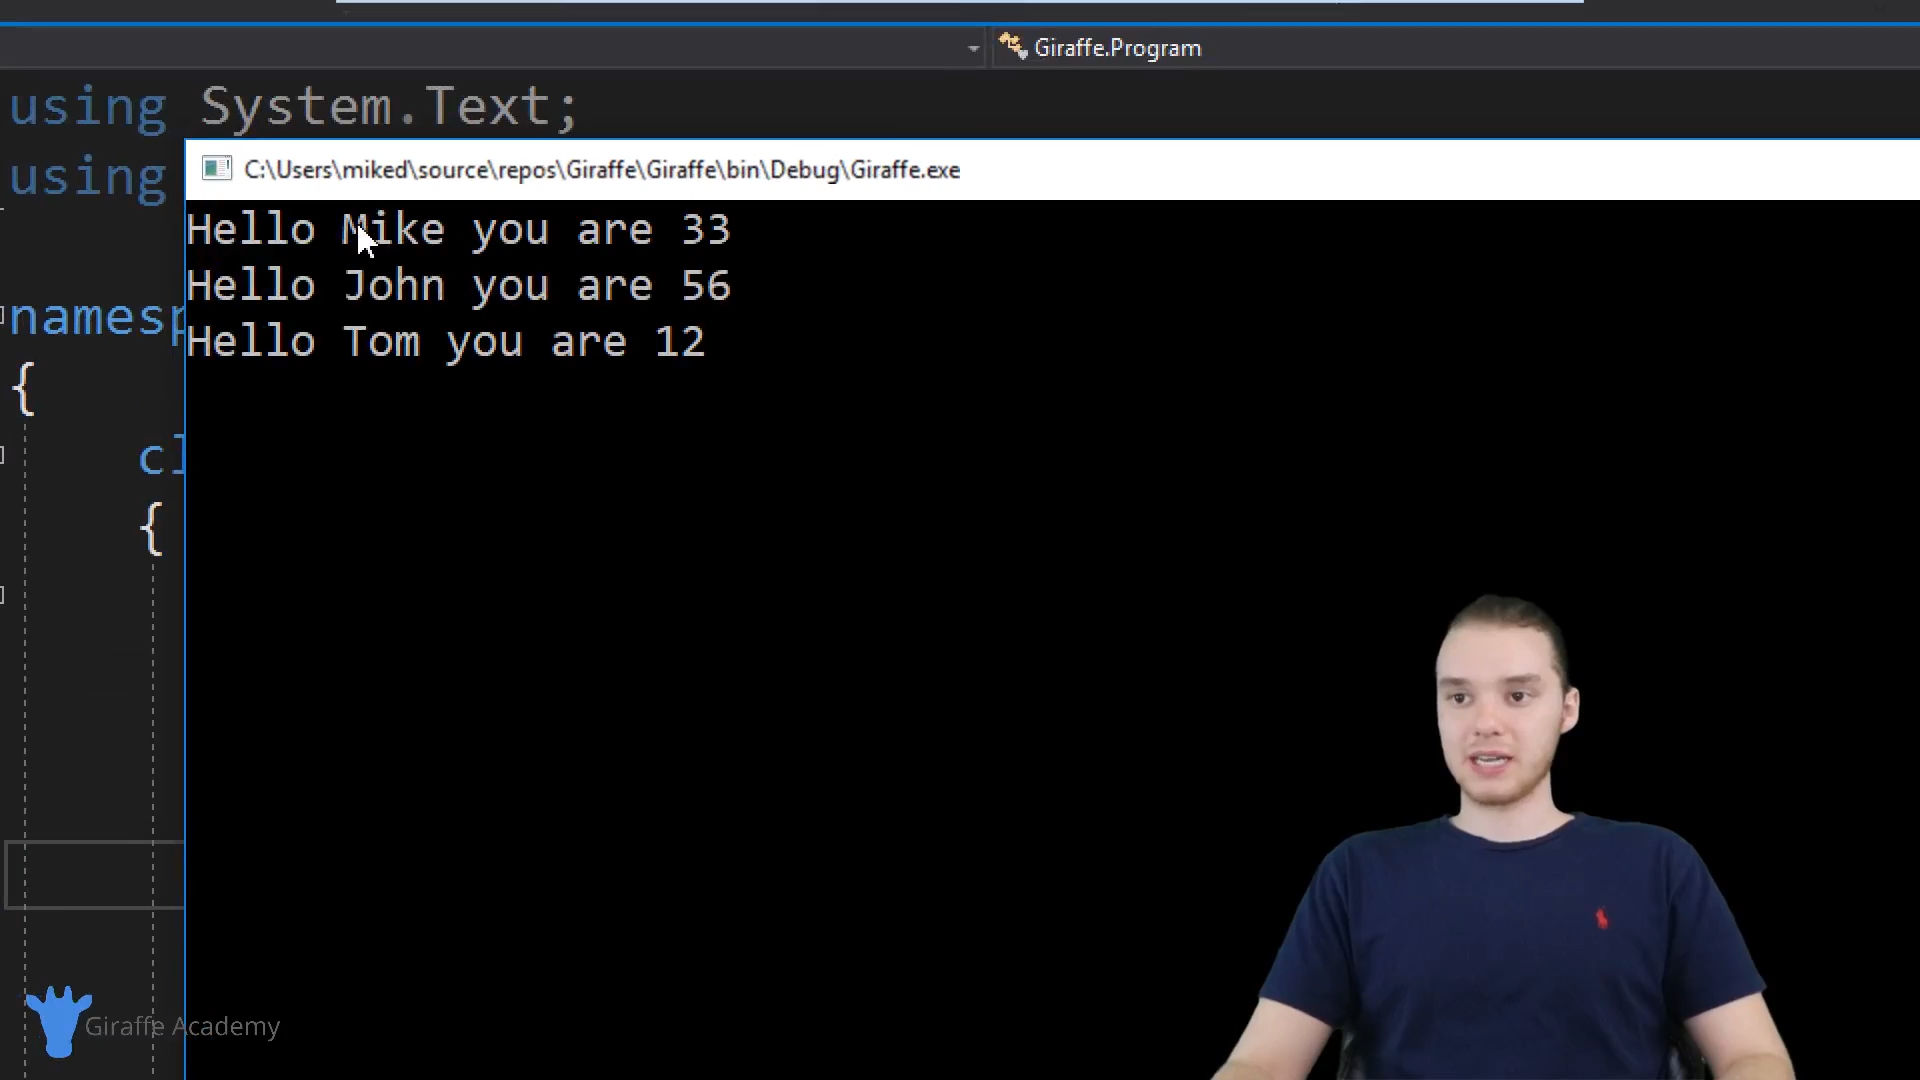 Giraffe.Program
using System.Text;
using
C:\Users\miked\source\repos\Giraffe\Giraffe\bin\Debug\Giraffe.exe
Hello Mike you are 33
Hello John you are 56
namesp
Hello Tom you are 12
{
cl
{
Giraffe Academy